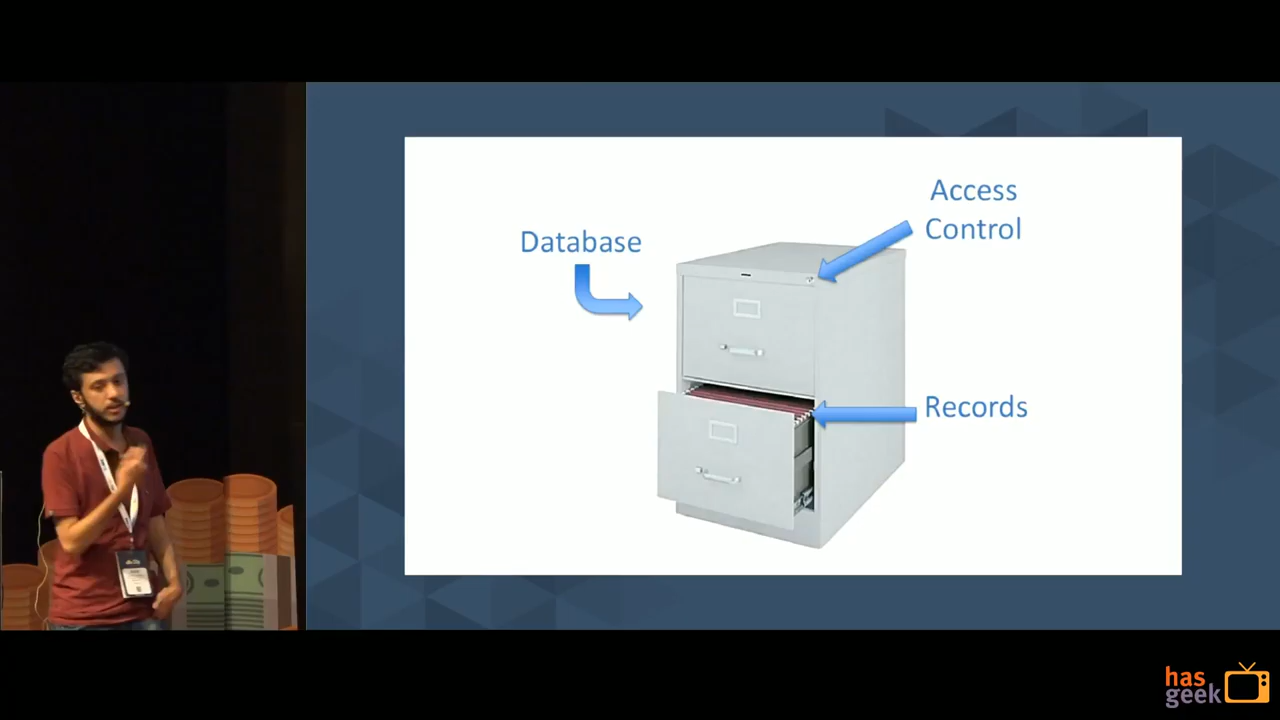 Access
Control
Database
Records
has
geek